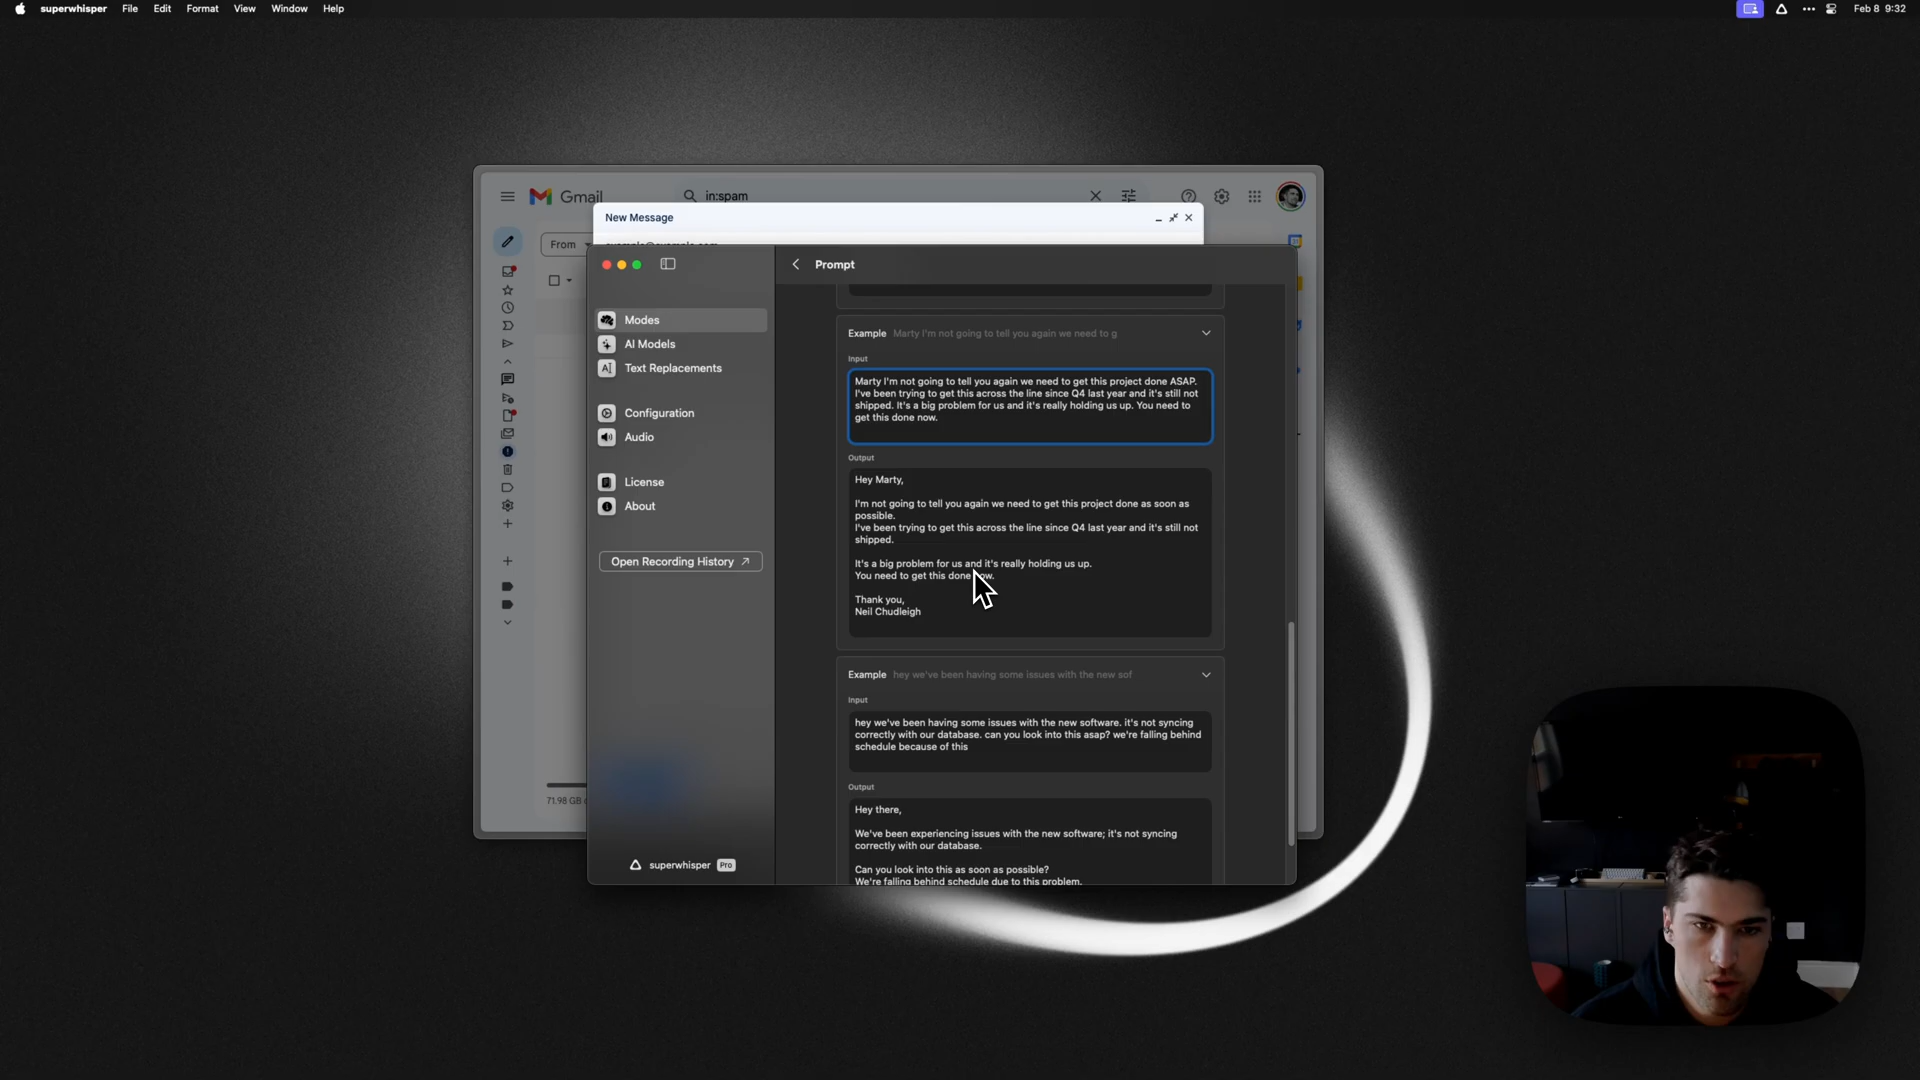 superwhisper File Edit Format View Window Help
Feb 8 9:32
Gmail
in:spam
New Message
From
Prompt
Modes
AI Models
Text Replacements
Configuration
Audio
License
About
Open Recording History
71.98 GB
superwhisper Pro
Example Marty I'm not going to tell you again we need to g
Input
Marty I'm not going to tell you again we need to get this project done ASAP.
I've been trying to get this across the line since Q4 last year and it's still not
shipped. It's a big problem for us and it's really holding us up. You need to
get this done now.
Output
Hey Marty,
I'm not going to tell you again we need to get this project done as soon as
possible.
I've been trying to get this across the line since Q4 last year and it's still not
shipped.
It's a big problem for us and it's really holding us up.
You need to get this done now.
Thank you,
Neil Chudleigh
Example hey we've been having some issues with the new sof
Input
hey we've been having some issues with the new software. it's not syncing
correctly with our database. can you look into this asap? we're falling behind
schedule because of this
Output
Hey there,
We've been experiencing issues with the new software; it's not syncing
correctly with our database.
Can you look into this as soon as possible?
We're falling behind schedule due to this problem.